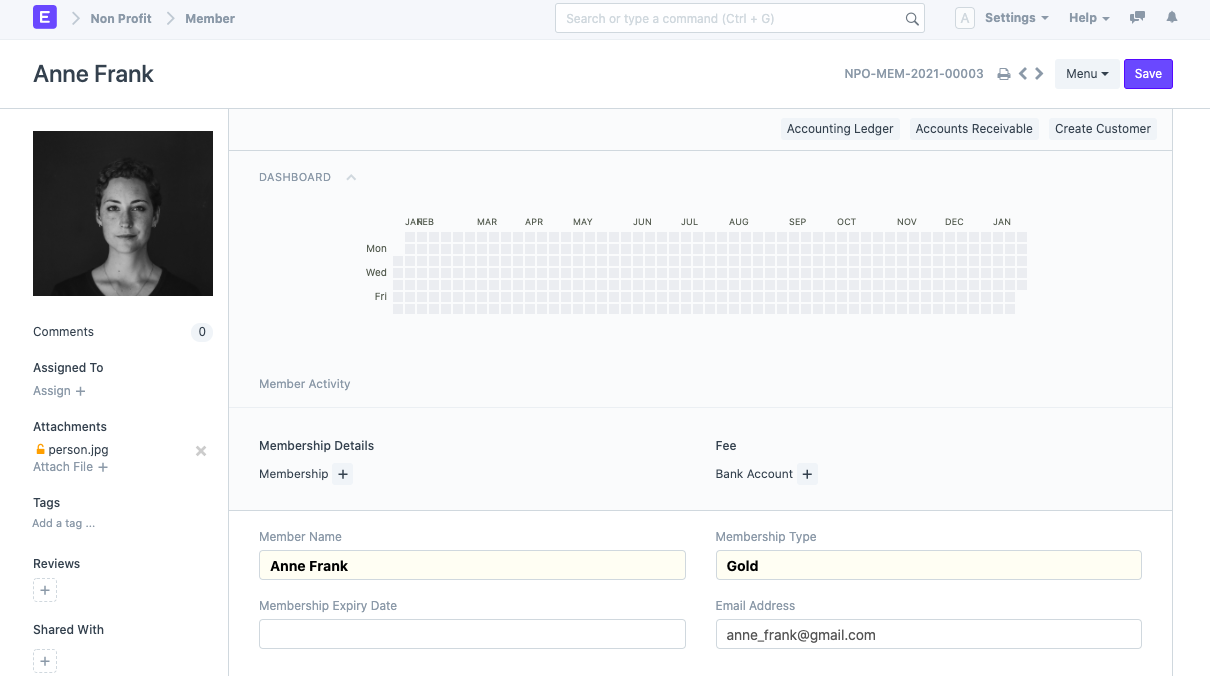 E Non Profit Member Search or type a command (Ctrl + G) A Settings Help
Anne Frank NPO-MEM-2021-00003 Menu Save
Accounting Ledger Accounts Receivable Create Customer
DASHBOARD
JAN FEB MAR APR MAY JUN JUL AUG SEP OCT NOV DEC JAN
Mon
Wed
Fri
Member Activity
Comments 0
Assigned To
Assign +
Attachments
person.jpg
Attach File +
Tags
Add a tag ...
Reviews
+
Shared With
+
Membership Details
Membership +
Fee
Bank Account +
Member Name
Anne Frank
Membership Type
Gold
Membership Expiry Date
Email Address
anne_frank@gmail.com